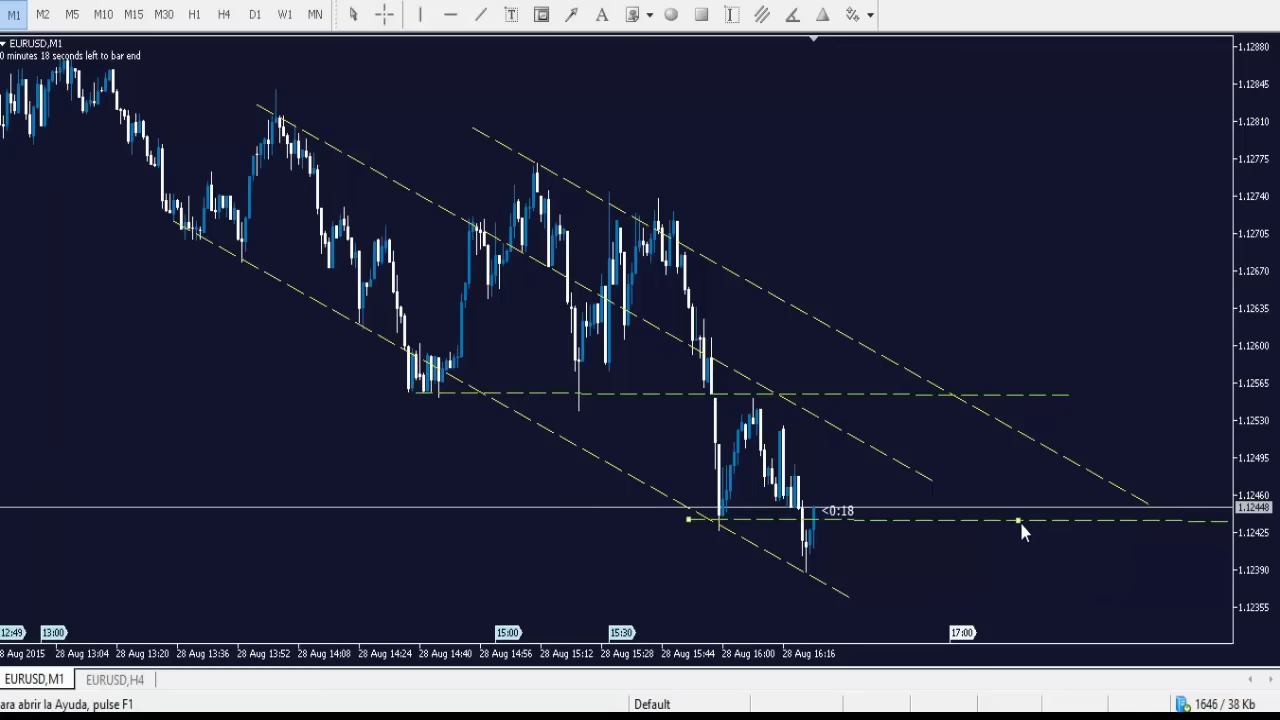 M1 M2 M5 M10 M15 M30 H1 H4 D1 W1 MN T A
EURUSD,M1
0 minutes 18 seconds left to bar end
1.12880
1.12845
1.12810
1.12775
1.12740
1.12705
1.12670
1.12635
1.12600
1.12565
1.12530
1.12495
1.12460
<0:18 1.12448
1.12425
1.12390
1.12355
12:49 13:00 15:00 15:30 17:00
8 Aug 2015 28 Aug 13:04 28 Aug 13:20 28 Aug 13:36 28 Aug 13:52 28 Aug 14:08 28 Aug 14:24 28 Aug 14:40 28 Aug 14:56 28 Aug 15:12 28 Aug 15:28 28 Aug 15:44 28 Aug 16:00 28 Aug 16:16
EURUSD,M1 EURUSD,H4
ara abrir la Ayuda, pulse F1 Default 1646 / 38 Kb